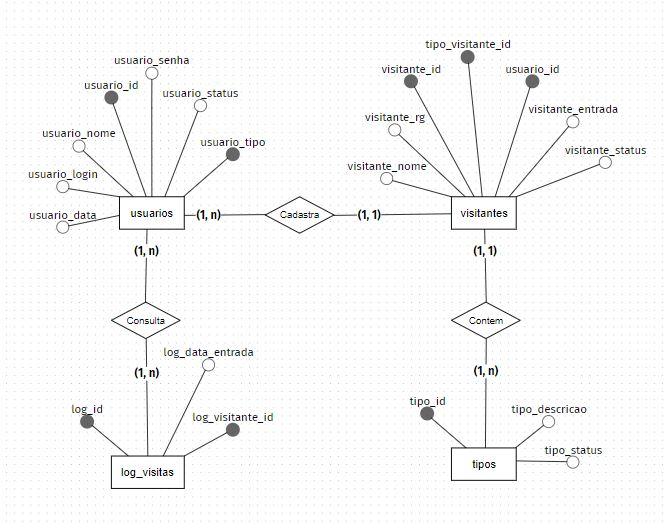 tipo_visitante_id
usuario_senha
visitante_id
usuario_id
usuario_id
usuario_status
visitante_entrada
visitante_rg
usuario_nome
usuario_tipo
visitante_status
visitante_nome
usuario_login
usuario_data
usuarios
(1, n)
Cadastra
(1, 1)
visitantes
(1, n)
(1, 1)
Consulta
Contem
log_data_entrada
(1, n)
(1, n)
log_id
log_visitante_id
tipo_id
tipo_descricao
tipo_status
log_visitas
tipos